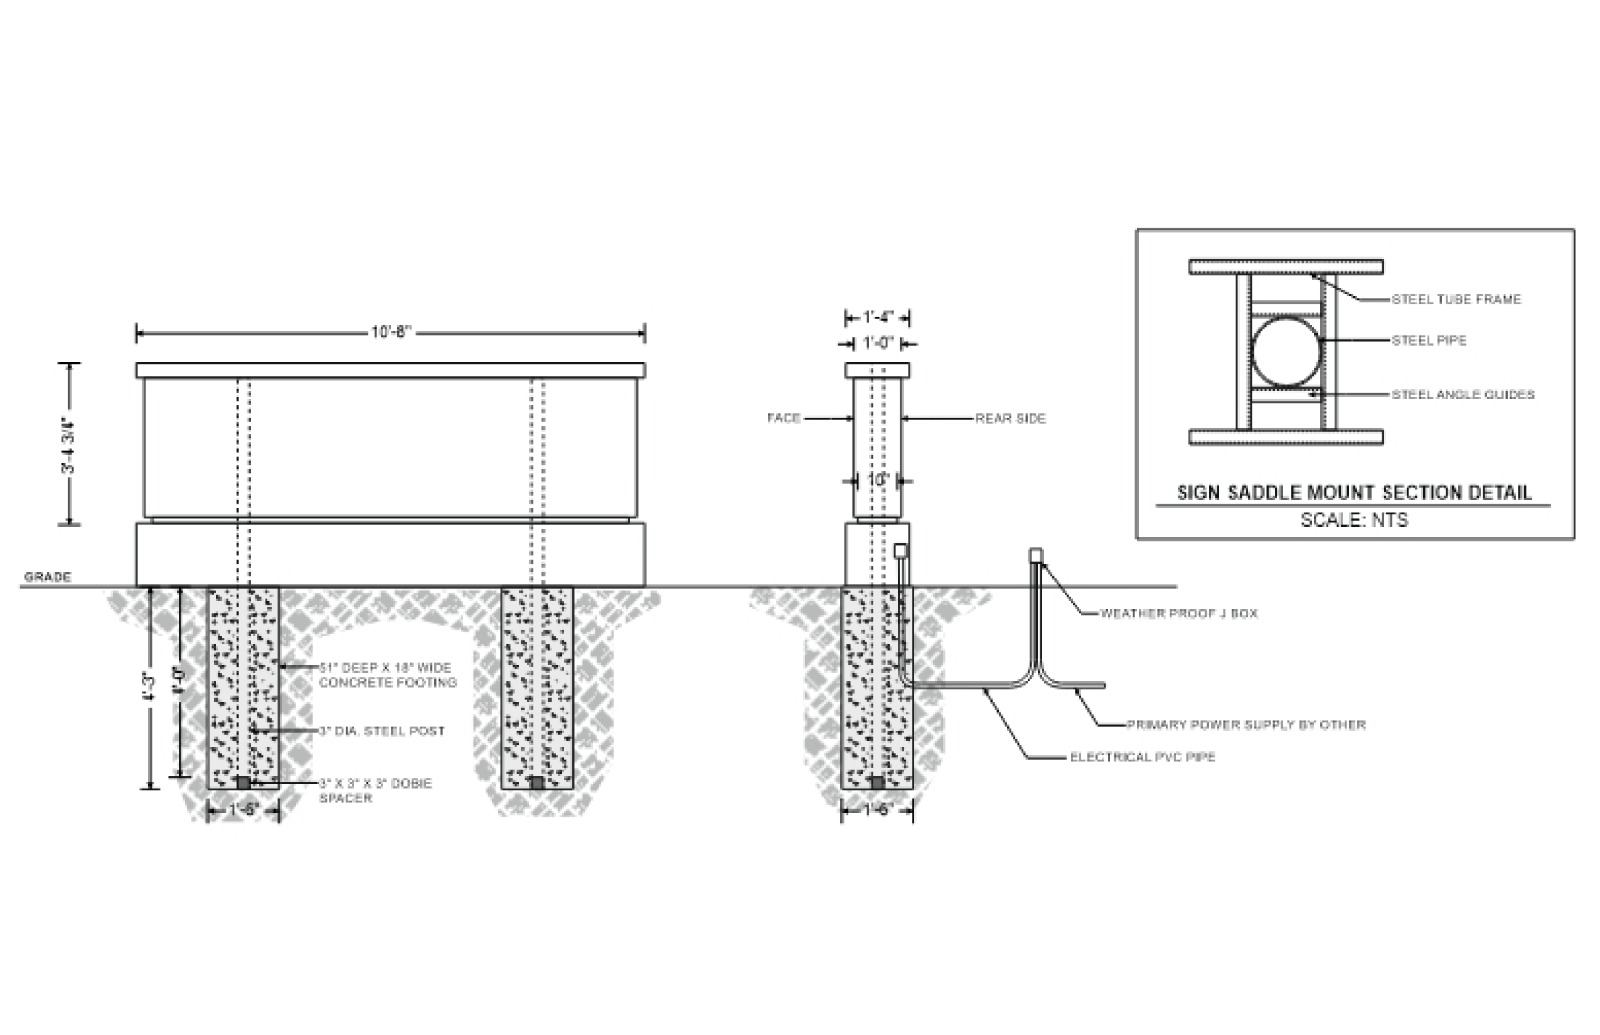 10'-8"
3'-4 3/4"
1'-4"
1'-0"
FACE
REAR SIDE
10"
STEEL TUBE FRAME
STEEL PIPE
STEEL ANGLE GUIDES
SIGN SADDLE MOUNT SECTION DETAIL
SCALE: NTS
GRADE
4'-3"
4'-0"
51" DEEP X 18" WIDE
CONCRETE FOOTING
3" DIA. STEEL POST
3" X 3" X 3" DOBIE
SPACER
1'-6"
1'-6"
WEATHER PROOF J BOX
PRIMARY POWER SUPPLY BY OTHER
ELECTRICAL PVC PIPE